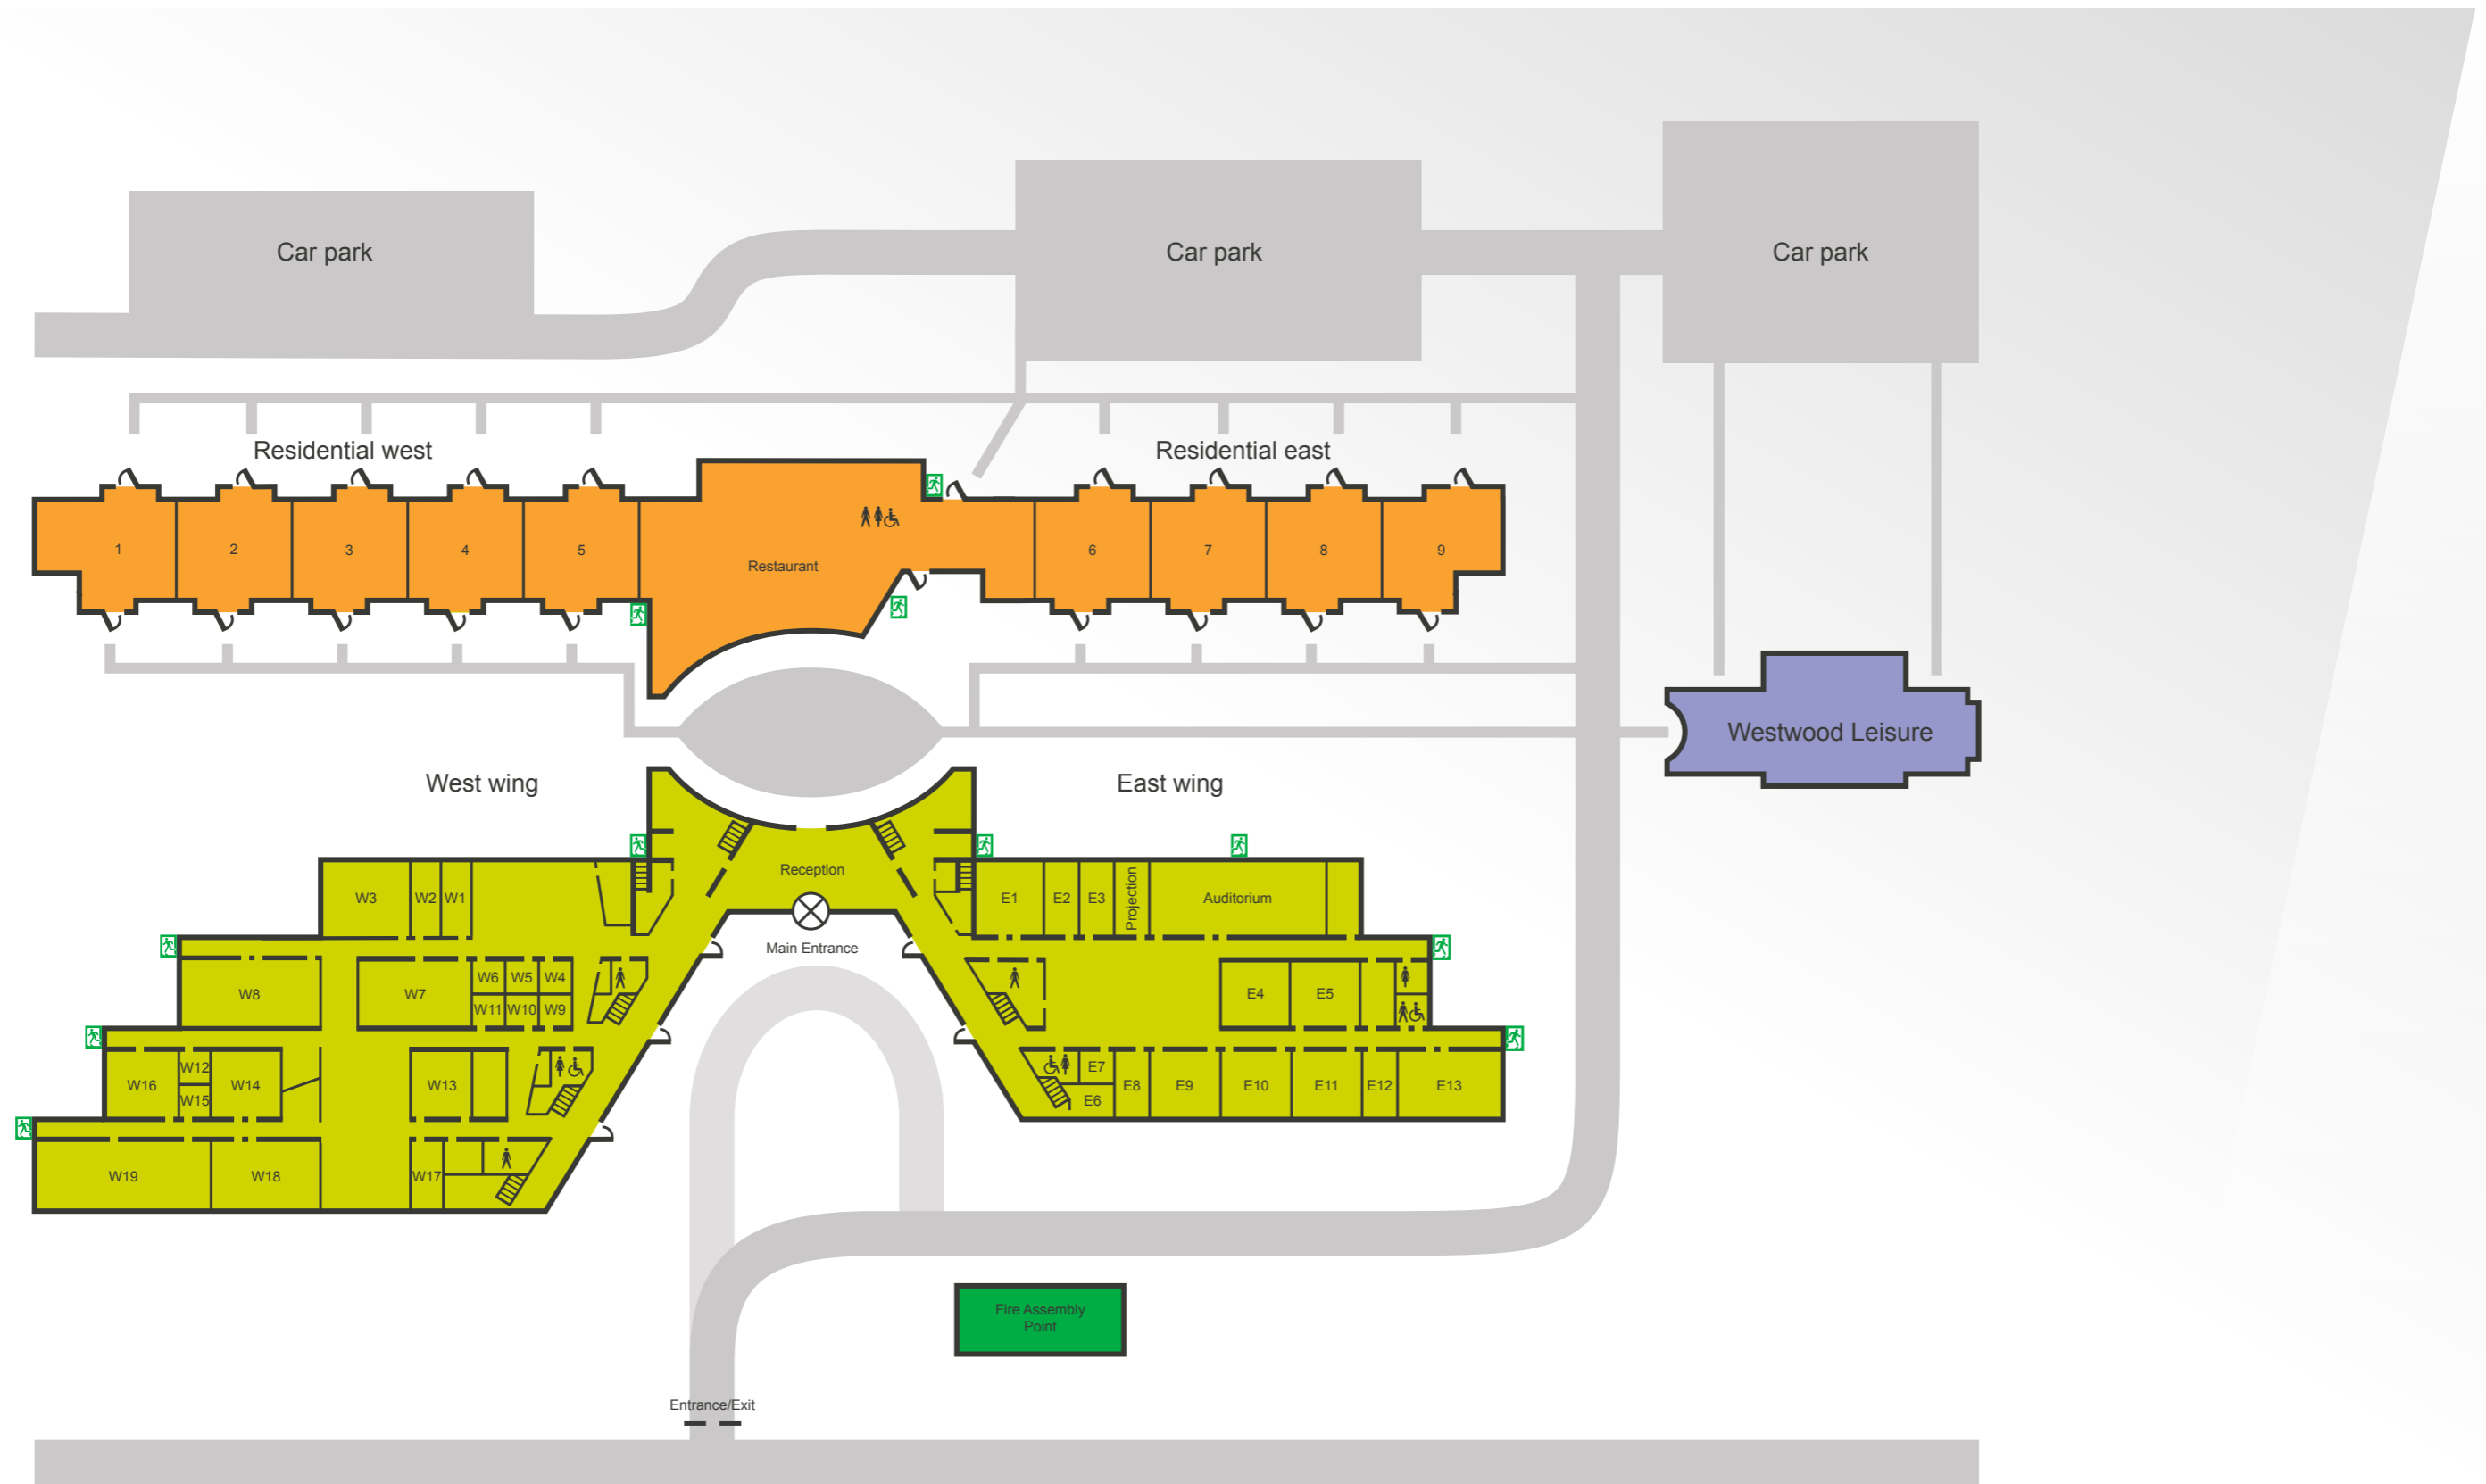 Car park
Car park
Car park
Residential west
Residential east
1
2
3
4
5
Restaurant
6
7
8
9
Westwood Leisure
West wing
East wing
Reception
Main Entrance
W3
W2
W1
E1
E2
E3
Projection
Auditorium
W8
W7
W6
W5
W4
W11
W10
W9
E4
E5
W16
W12
W15
W14
W13
E7
E6
E8
E9
E10
E11
E12
E13
W19
W18
W17
Fire Assembly
Point
Entrance/Exit